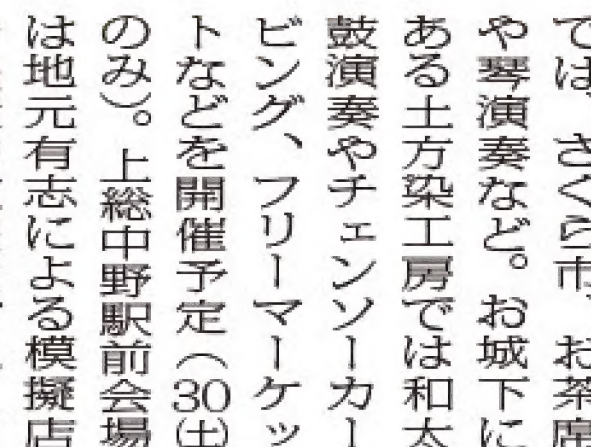 では、さくら市、お茶席
や琴演奏など。お城下に
ある土方染工房では和太
鼓演奏やチェンソーカー
ビング、フリーマーケッ
トなどを開催予定(30㈯
のみ)。上総中野駅前会場
は地元有志による模擬店